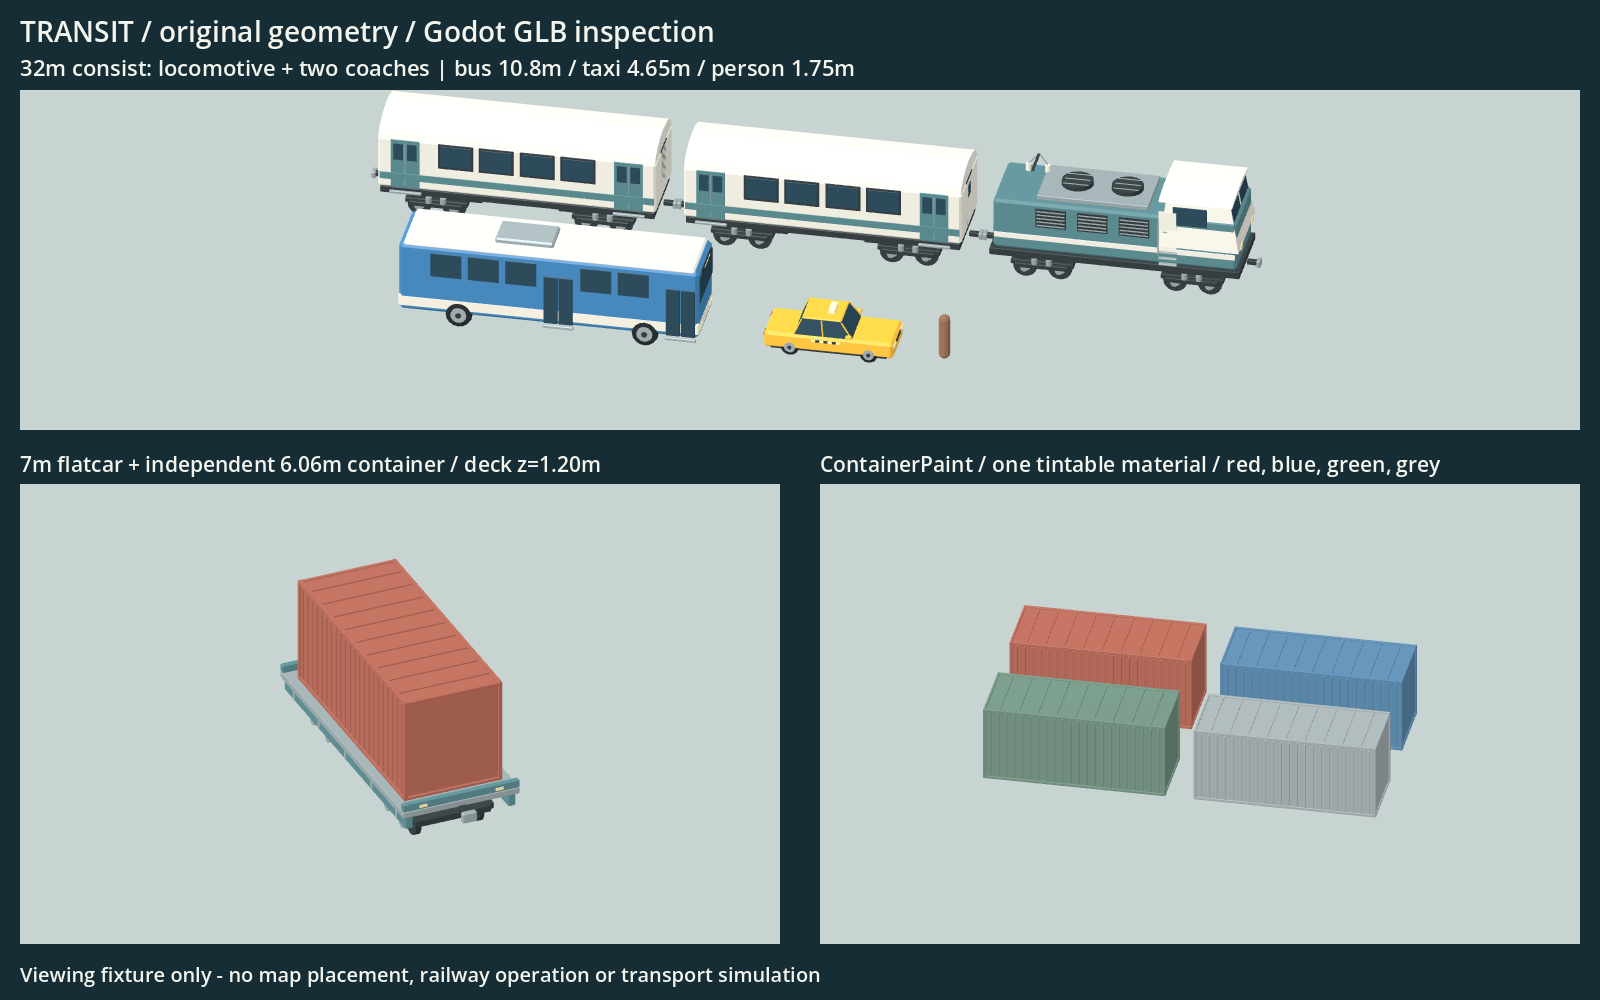 TRANSIT / original geometry / Godot GLB inspection
32m consist: locomotive + two coaches | bus 10.8m / taxi 4.65m / person 1.75m
7m flatcar + independent 6.06m container / deck z=1.20m
ContainerPaint / one tintable material / red, blue, green, grey
Viewing fixture only - no map placement, railway operation or transport simulation